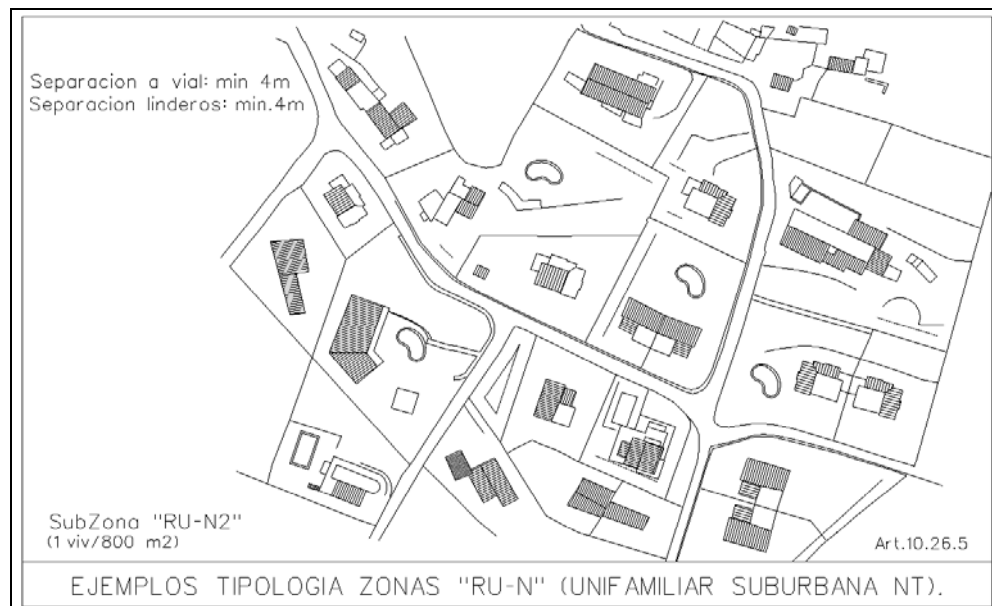 Separacion a vial: min 4m
Separacion linderos: min.4m
SubZona "RU-N2"
(1 viv/800 m2)
Art.10.26.5
EJEMPLOS TIPOLOGIA ZONAS "RU-N" (UNIFAMILIAR SUBURBANA NT).